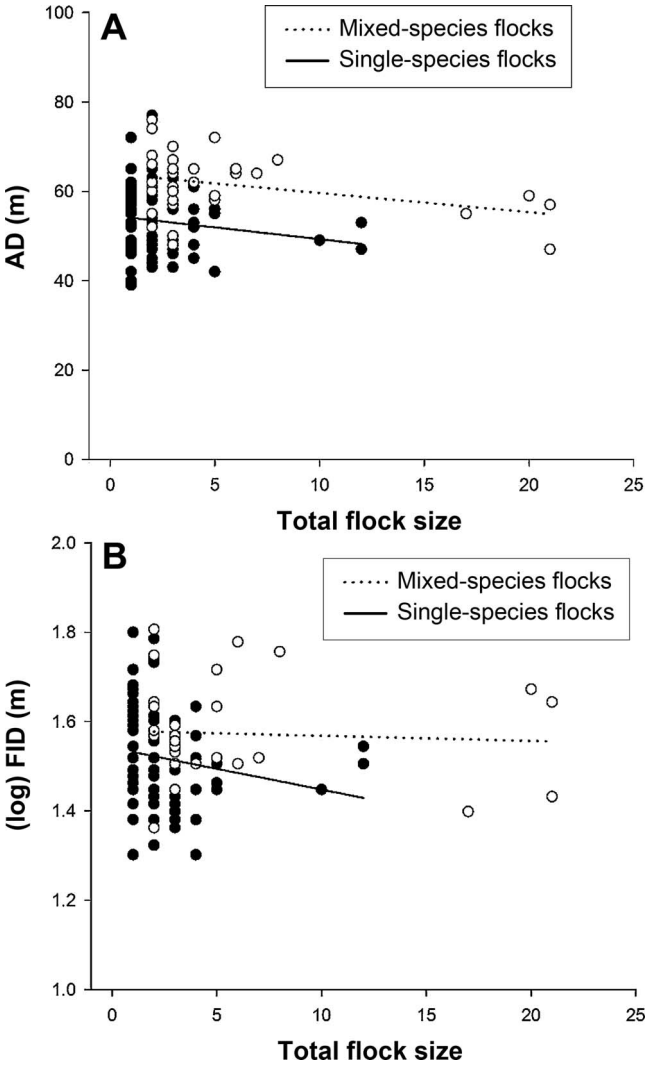 A
Mixed-species flocks
Single-species flocks
AD (m)
100
80
60
40
20
0
0 5 10 15 20 25
Total flock size
B
Mixed-species flocks
Single-species flocks
(log) FID (m)
2.0
1.8
1.6
1.4
1.2
1.0
0 5 10 15 20 25
Total flock size